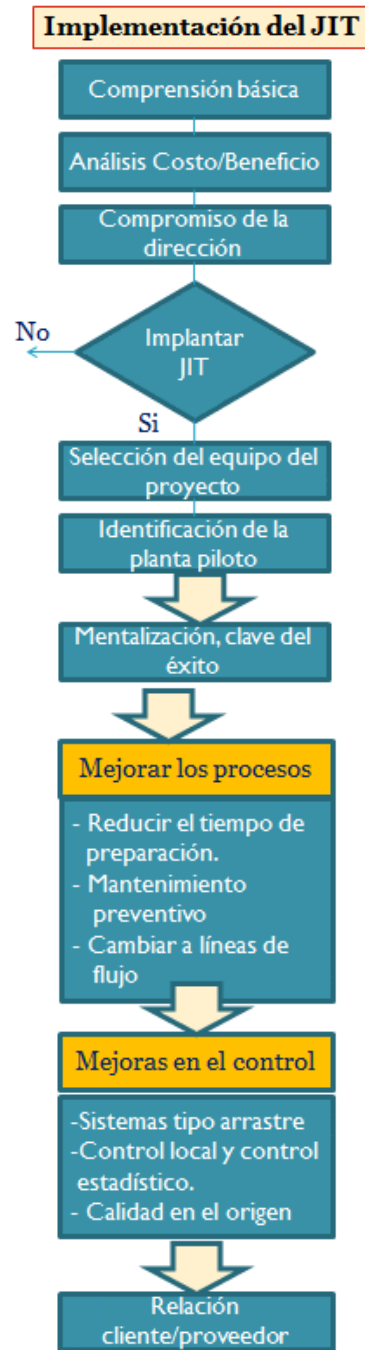 Implementación del JIT
Comprensión básica
Análisis Costo/Beneficio
Compromiso de la
dirección
No
Implantar
JIT
Si
Selección del equipo del
proyecto
Identificación de la
planta piloto
Mentalización, clave del
éxito
Mejorar los procesos
- Reducir el tiempo de
preparación.
- Mantenimiento
preventivo
- Cambiar a líneas de
flujo
Mejoras en el control
-Sistemas tipo arrastre
-Control local y control
estadístico.
- Calidad en el origen
Relación
cliente/proveedor